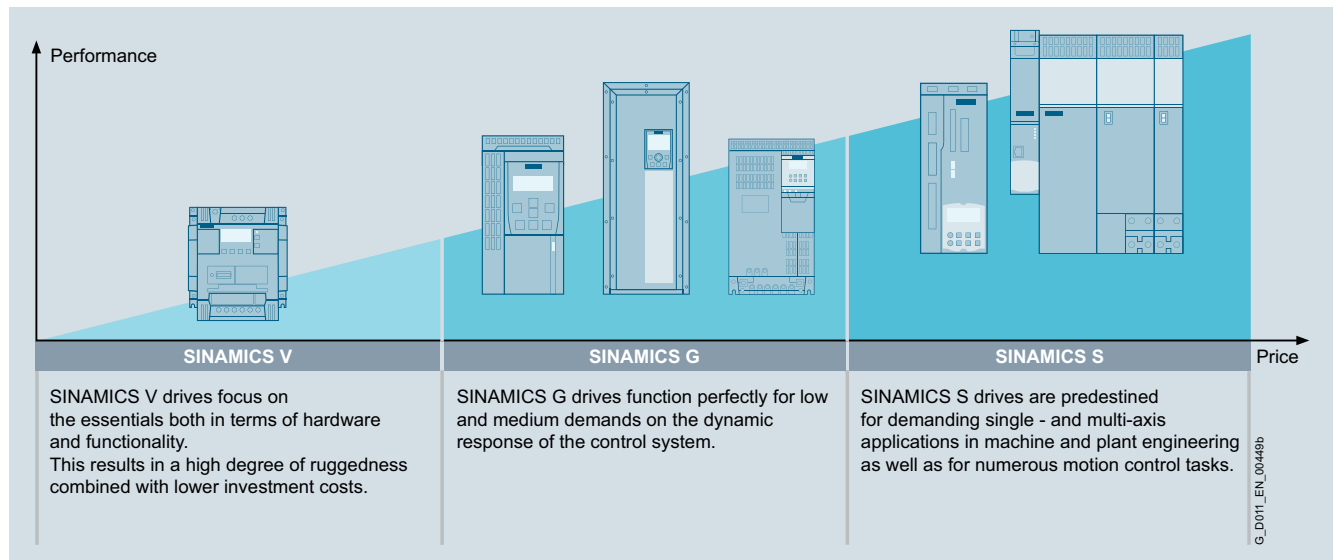 Performance
SINAMICS V
SINAMICS G
SINAMICS S
Price
SINAMICS V drives focus on
the essentials both in terms of hardware
and functionality.
This results in a high degree of ruggedness
combined with lower investment costs.
SINAMICS G drives function perfectly for low
and medium demands on the dynamic
response of the control system.
SINAMICS S drives are predestined
for demanding single - and multi-axis
applications in machine and plant engineering
as well as for numerous motion control tasks.
G_D011_EN_00449b